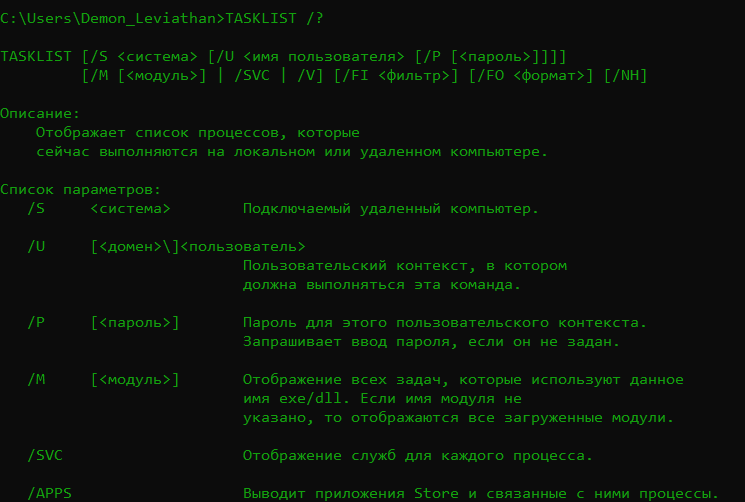 C:\Users\Demon_Leviathan>TASKLIST /?
TASKLIST [/S <система> [/U <имя пользователя> [/P [<пароль>]]]]
[/M [<модуль>] | /SVC | /V] [/FI <фильтр>] [/FO <формат>] [/NH]
Описание:
Отображает список процессов, которые
сейчас выполняются на локальном или удаленном компьютере.
Список параметров:
/S <система> Подключаемый удаленный компьютер.
/U [<домен>\]<пользователь>
Пользовательский контекст, в котором
должна выполняться эта команда.
/P [<пароль>] Пароль для этого пользовательского контекста.
Запрашивает ввод пароля, если он не задан.
/M [<модуль>] Отображение всех задач, которые используют данное
имя exe/dll. Если имя модуля не
указано, то отображаются все загруженные модули.
/SVC Отображение служб для каждого процесса.
/APPS Выводит приложения Store и связанные с ними процессы.